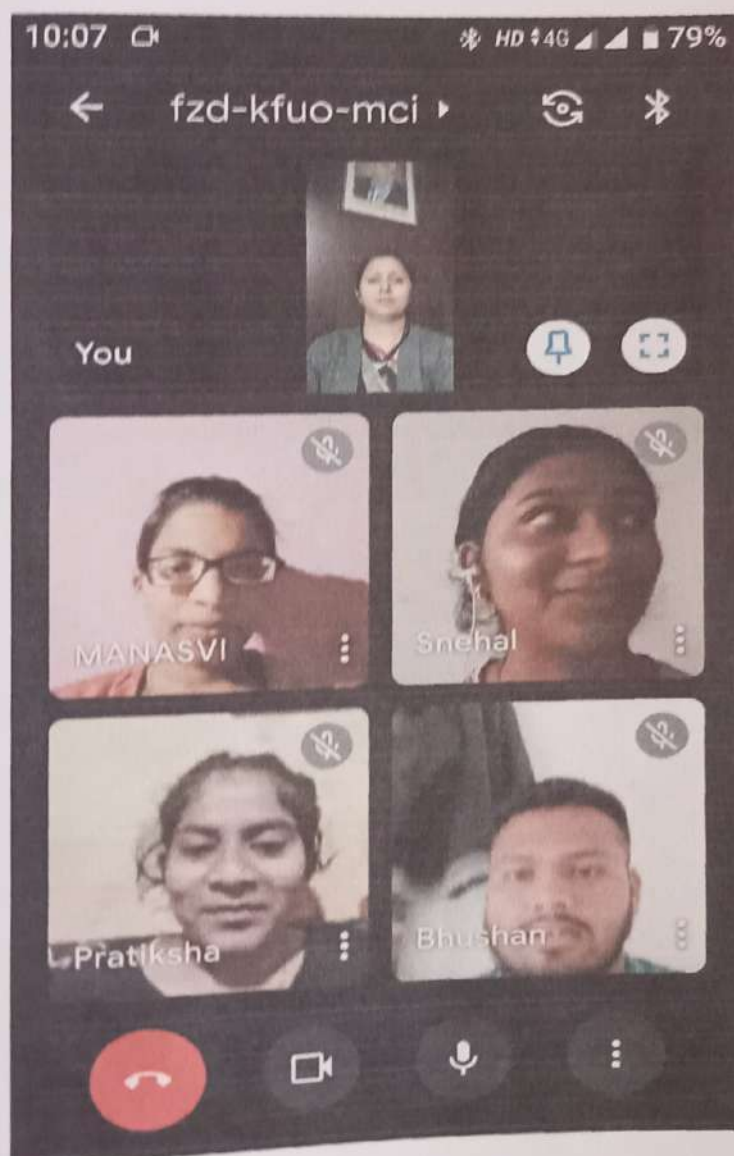 10:07 HD 4G 79%
fzd-kfuo-mci
You
MANASVI
Snehal
Pratiksha
Bhushan